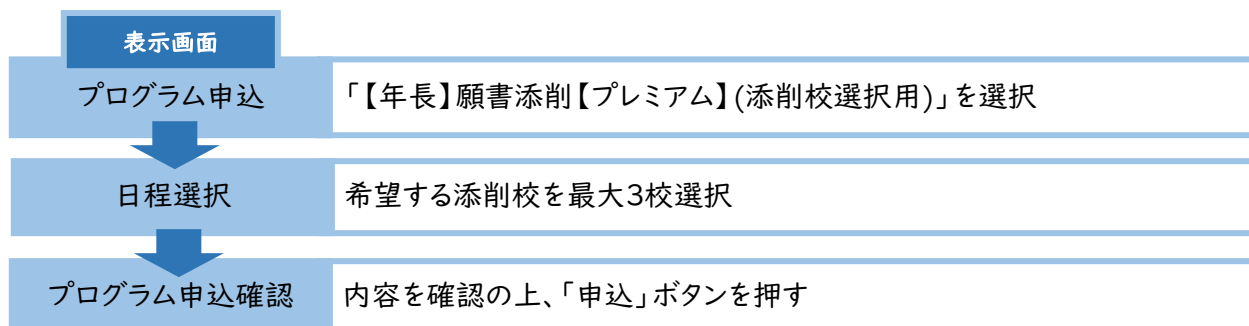 表示画面
プログラム申込
「【年長】願書添削【プレミアム】(添削校選択用)」を選択
日程選択
希望する添削校を最大3校選択
プログラム申込確認
内容を確認の上、「申込」ボタンを押す